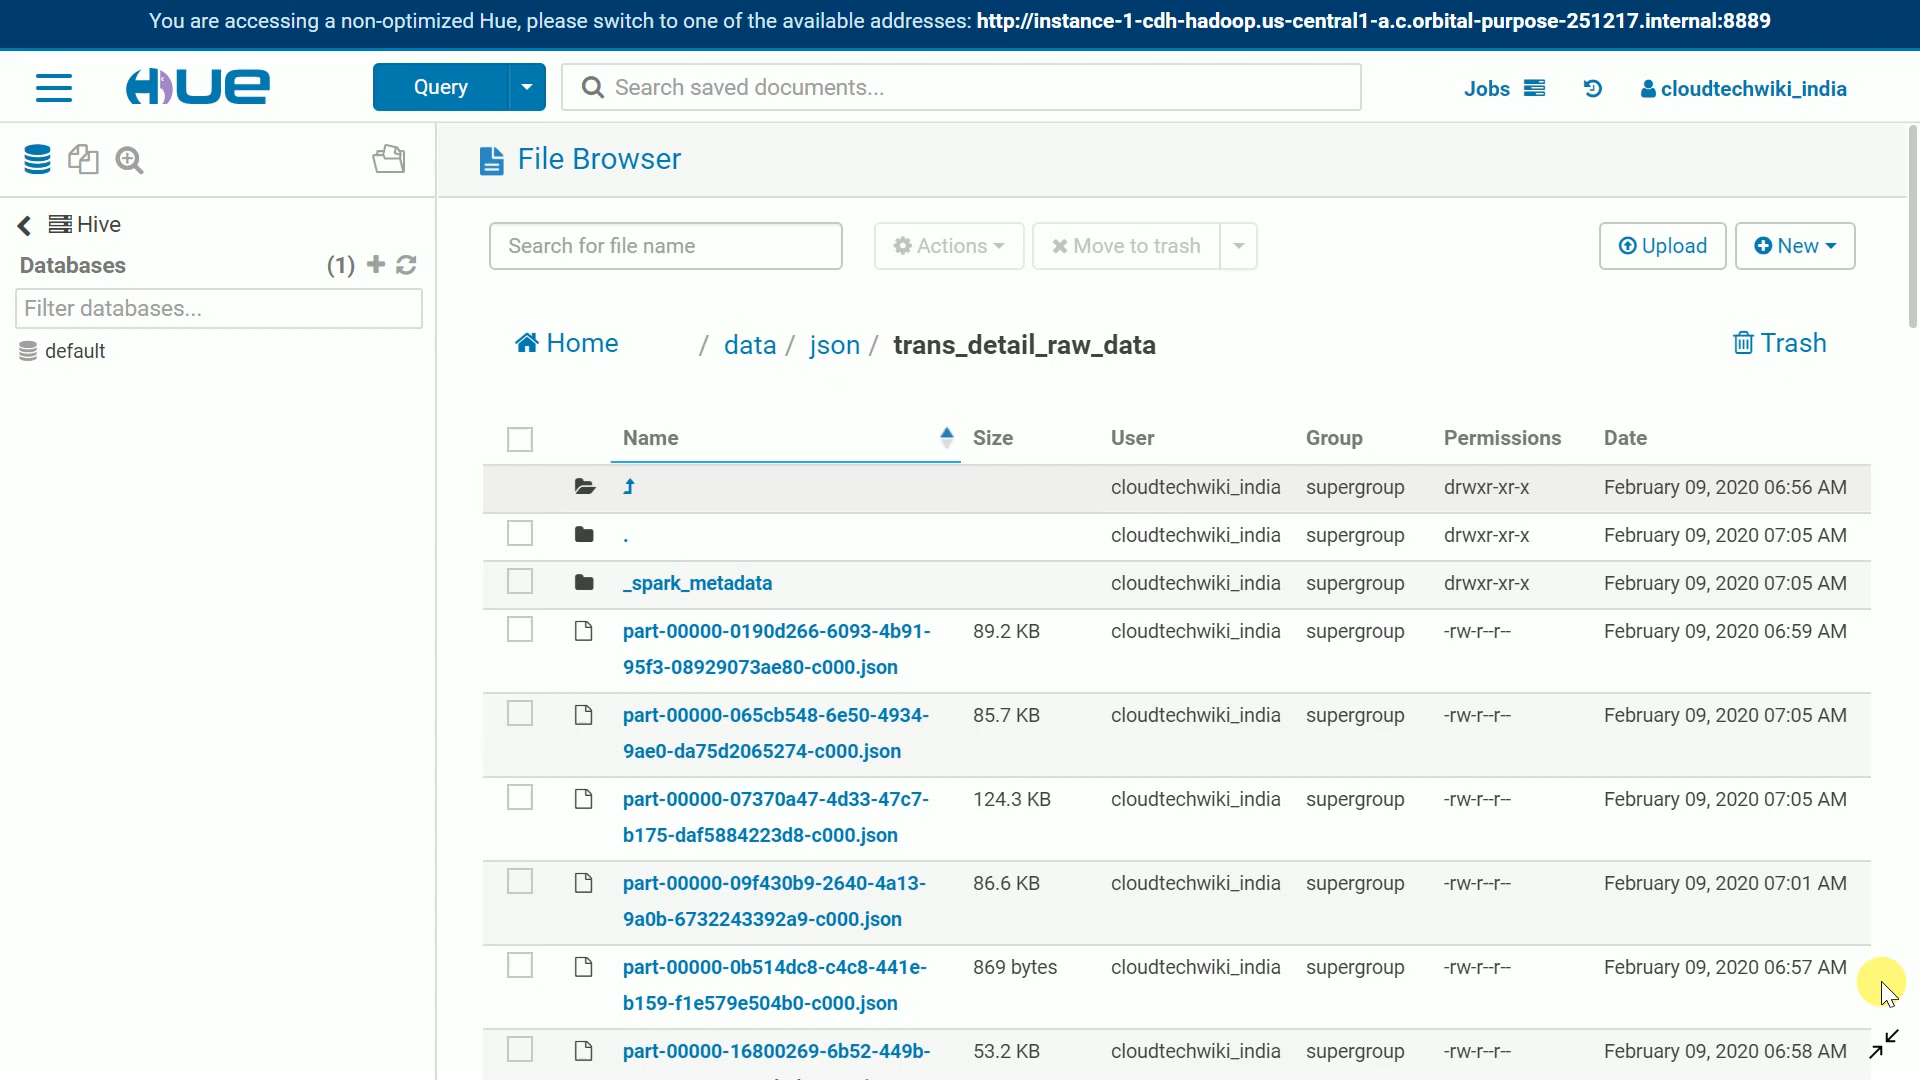 You are accessing a non-optimized Hue, please switch to one of the available addresses: http://instance-1-cdh-hadoop.us-central1-a.c.orbital-purpose-251217.internal:8889
HUE Query Search saved documents... Jobs cloudtechwiki_india
File Browser
Hive
Databases (1)
Filter databases...
default
Search for file name Actions Move to trash Upload New
Home / data / json / trans_detail_raw_data Trash
Name Size User Group Permissions Date
cloudtechwiki_india supergroup drwxr-xr-x February 09, 2020 06:56 AM
. cloudtechwiki_india supergroup drwxr-xr-x February 09, 2020 07:05 AM
_spark_metadata cloudtechwiki_india supergroup drwxr-xr-x February 09, 2020 07:05 AM
part-00000-0190d266-6093-4b91- 89.2 KB cloudtechwiki_india supergroup -rw-r--r-- February 09, 2020 06:59 AM
95f3-08929073ae80-c000.json
part-00000-065cb548-6e50-4934- 85.7 KB cloudtechwiki_india supergroup -rw-r--r-- February 09, 2020 07:05 AM
9ae0-da75d2065274-c000.json
part-00000-07370a47-4d33-47c7- 124.3 KB cloudtechwiki_india supergroup -rw-r--r-- February 09, 2020 07:05 AM
b175-daf5884223d8-c000.json
part-00000-09f430b9-2640-4a13- 86.6 KB cloudtechwiki_india supergroup -rw-r--r-- February 09, 2020 07:01 AM
9a0b-6732243392a9-c000.json
part-00000-0b514dc8-c4c8-441e- 869 bytes cloudtechwiki_india supergroup -rw-r--r-- February 09, 2020 06:57 AM
b159-f1e579e504b0-c000.json
part-00000-16800269-6b52-449b- 53.2 KB cloudtechwiki_india supergroup -rw-r--r-- February 09, 2020 06:58 AM